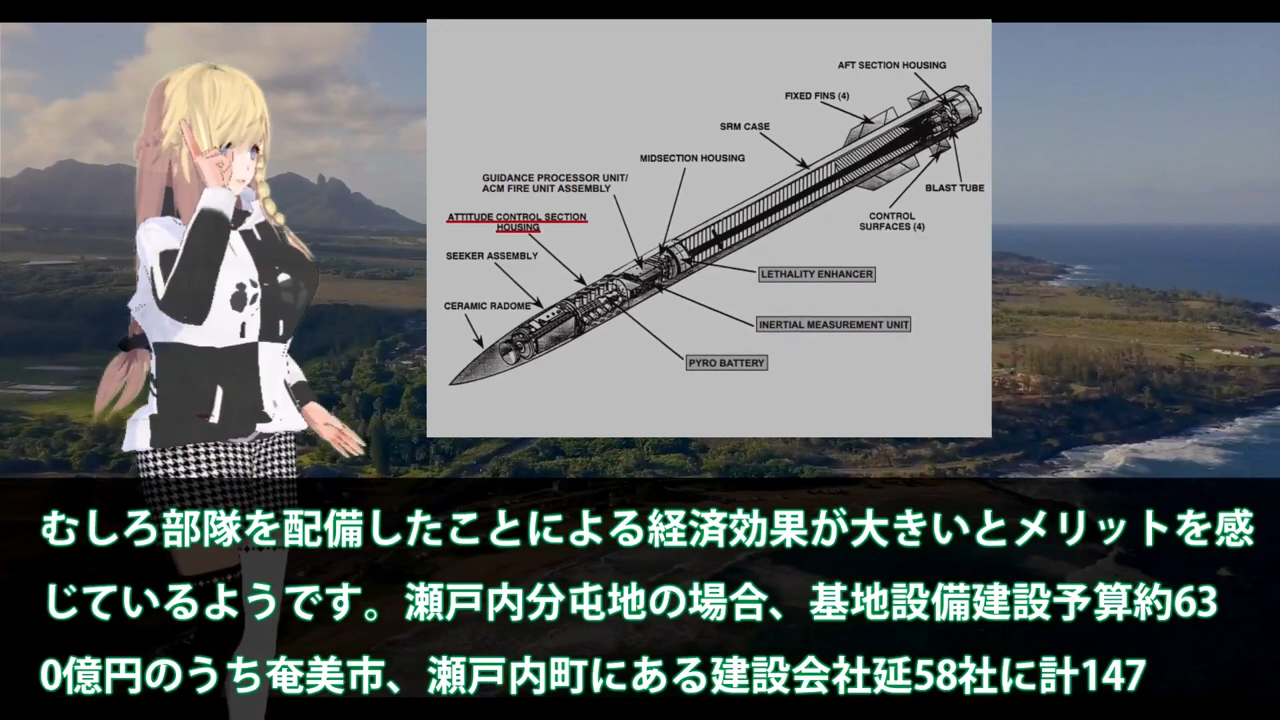 AFT SECTION HOUSING
FIXED FINS (4)
SRM CASE
MIDSECTION HOUSING
GUIDANCE PROCESSOR UNIT/
ACM FIRE UNIT ASSEMBLY
BLAST TUBE
ATTITUDE CONTROL SECTION
HOUSING
CONTROL
SURFACES (4)
SEEKER ASSEMBLY
LETHALITY ENHANCER
CERAMIC RADOME
INERTIAL MEASUREMENT UNIT
PYRO BATTERY
むしろ部隊を配備したことによる経済効果が大きいとメリットを感
じているようです。瀬戸内分屯地の場合、基地設備建設予算約63
0億円のうち奄美市、瀬戸内町にある建設会社延58社に計147